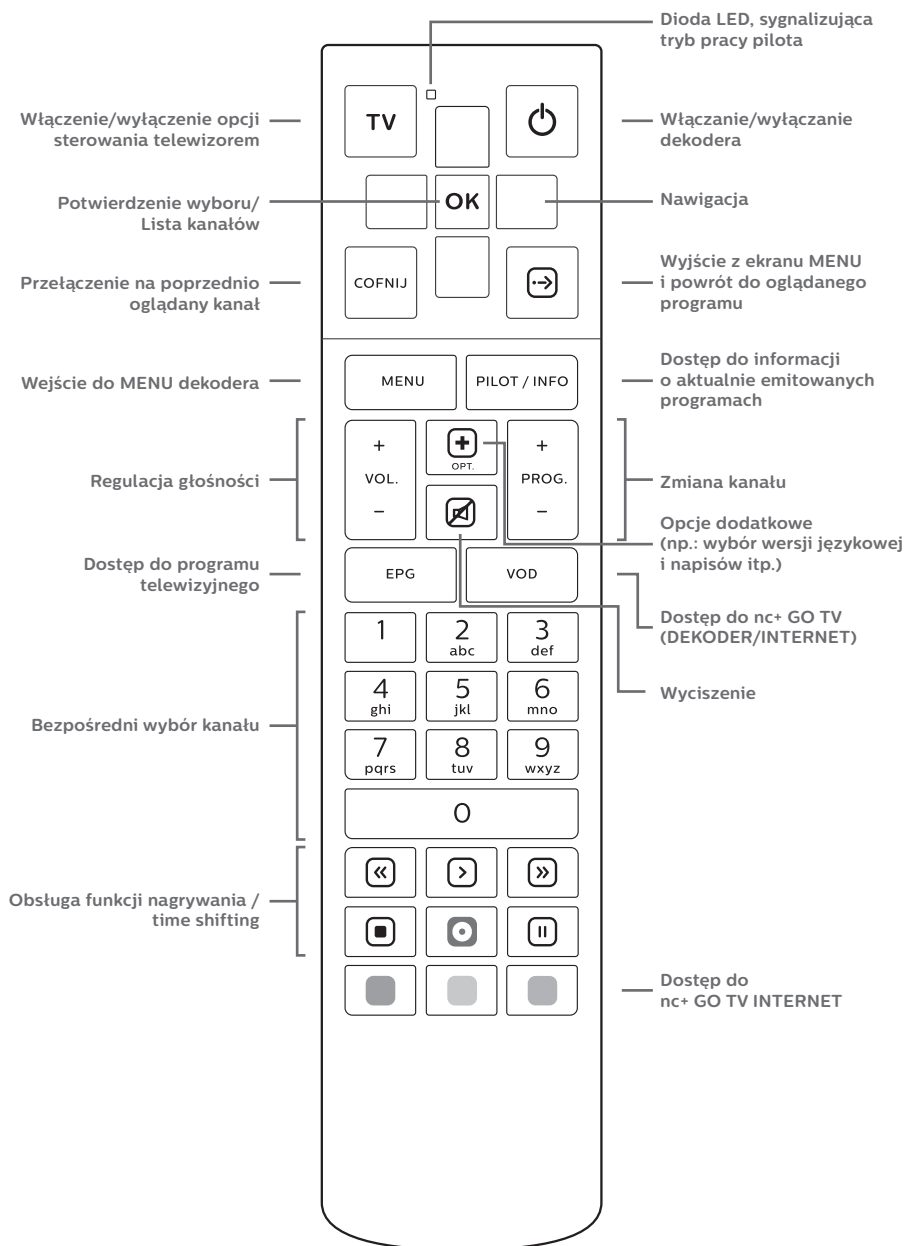 Dioda LED, sygnalizująca
tryb pracy pilota
Włączenie/wyłączenie opcji
sterowania telewizorem
TV
Włączanie/wyłączanie
dekodera
Potwierdzenie wyboru/
Lista kanałów
OK
Nawigacja
Przełączenie na poprzednio
oglądany kanał
COFNIJ
Wyjście z ekranu MENU
i powrót do oglądanego
programu
Wejście do MENU dekodera
MENU
PILOT / INFO
Dostęp do informacji
o aktualnie emitowanych
programach
Regulacja głośności
+
VOL.
–
OPT.
+
PROG.
–
Zmiana kanału
Opcje dodatkowe
(np.: wybór wersji językowej
i napisów itp.)
Dostęp do programu
telewizyjnego
EPG
VOD
Dostęp do nc+ GO TV
(DEKODER/INTERNET)
Wyciszenie
Bezpośredni wybór kanału
1
2
abc
3
def
4
ghi
5
jkl
6
mno
7
pqrs
8
tuv
9
wxyz
0
Obsługa funkcji nagrywania /
time shifting
Dostęp do
nc+ GO TV INTERNET